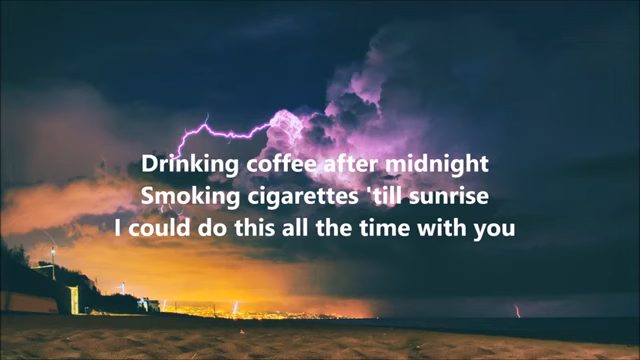 Drinking coffee after midnight
Smoking cigarettes 'till sunrise
I could do this all the time with you